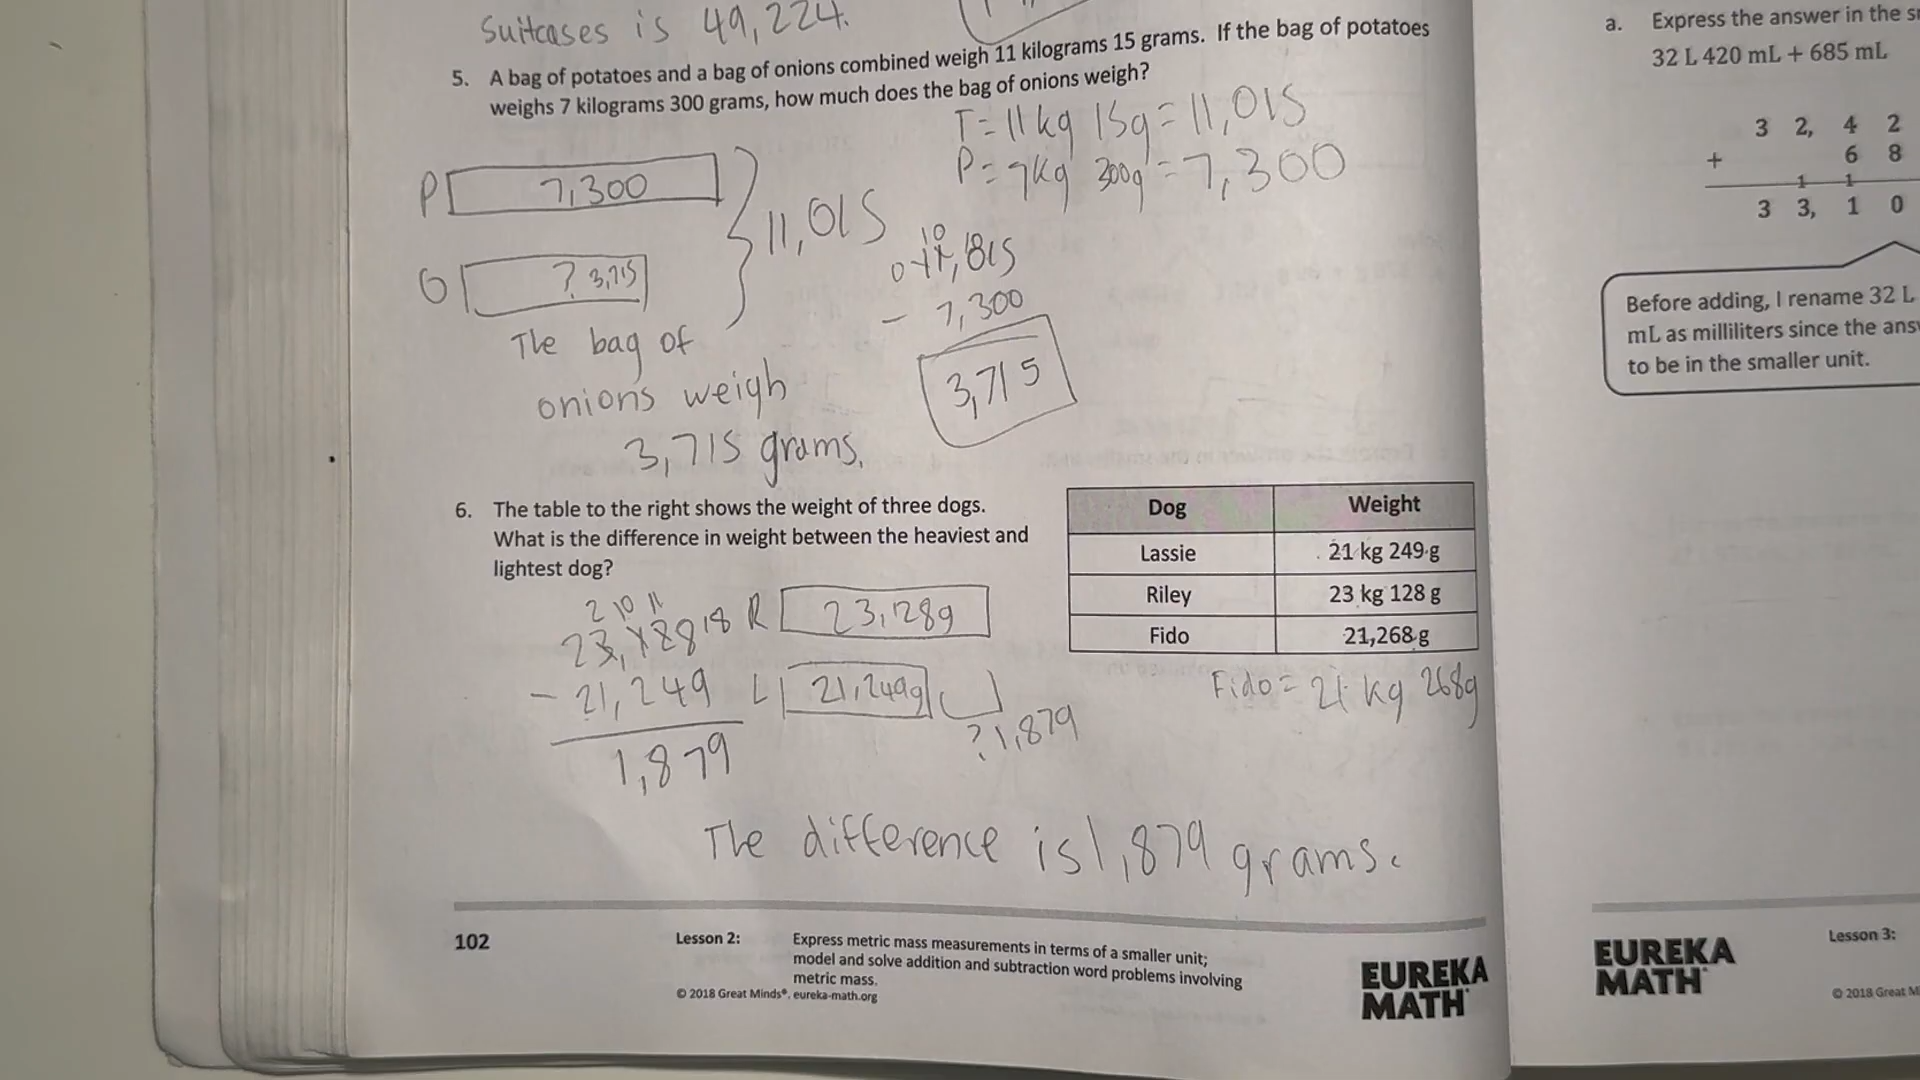 Suitcases is 49,224.
5. A bag of potatoes and a bag of onions combined weigh 11 kilograms 15 grams. If the bag of potatoes
weighs 7 kilograms 300 grams, how much does the bag of onions weigh?
T = 11 kg 15g = 11,015
P = 7kg 300g = 7,300
P 7,300
11,015
O ? 3,715
- 7,300
3,715
The bag of
onions weigh
3,715 grams.
6. The table to the right shows the weight of three dogs.
What is the difference in weight between the heaviest and
lightest dog?
Dog Weight
Lassie 21 kg 249 g
Riley 23 kg 128 g
Fido 21,268 g
Fido = 21 kg 268g
2 10 11
R 23,128g
- 21,249
L 21,249g
? 1,879
1,879
The difference is 1,879 grams.
102
Lesson 2: Express metric mass measurements in terms of a smaller unit;
model and solve addition and subtraction word problems involving
metric mass.
© 2018 Great Minds®. eureka-math.org
EUREKA
MATH
a. Express the answer in the
32 L 420 mL + 685 mL
3 2, 4 2
+ 6 8
1 1
3 3, 1 0
Before adding, I rename 32 L
mL as milliliters since the
to be in the smaller unit.
EUREKA
MATH
Lesson 3:
© 2018 Great